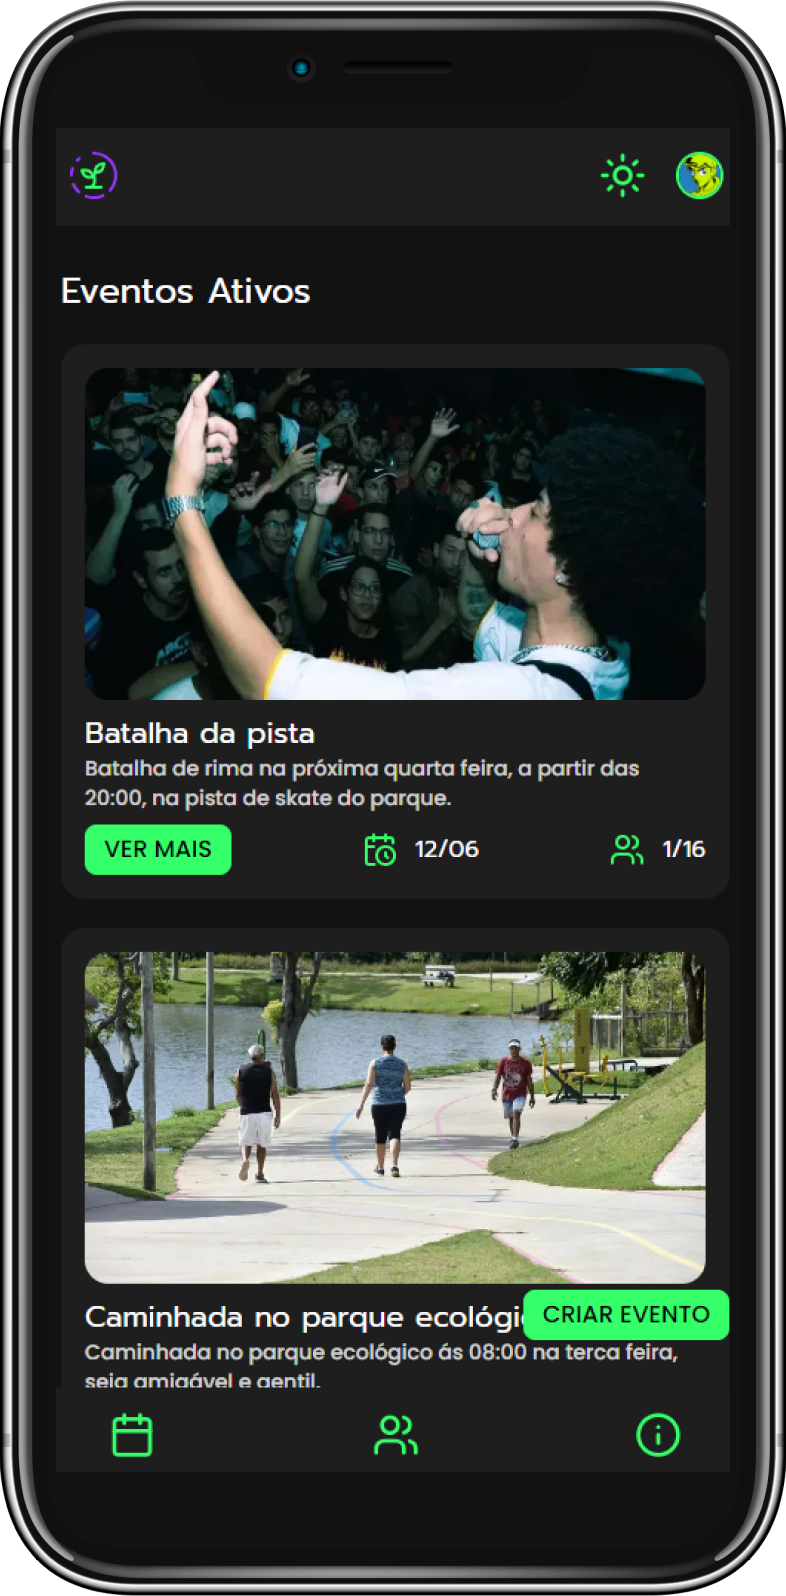 Eventos Ativos
Batalha da pista
Batalha de rima na próxima quarta feira, a partir das
20:00, na pista de skate do parque.
VER MAIS
12/06
1/16
Caminhada no parque
CRIAR EVENTO
Caminhada no parque ecológico ás 08:00 na terca feira,
seja amigável e gentil.